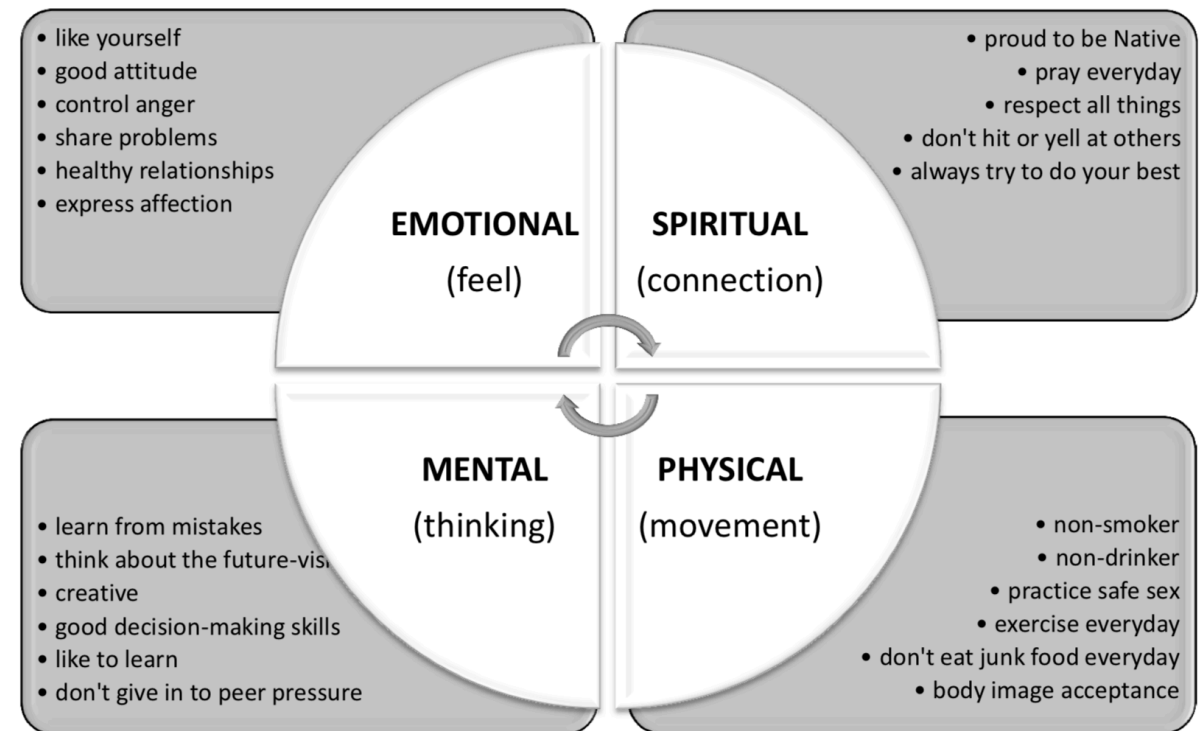 • like yourself
• good attitude
• control anger
• share problems
• healthy relationships
• express affection
• proud to be Native
• pray everyday
• respect all things
• don't hit or yell at others
• always try to do your best
EMOTIONAL
(feel)
SPIRITUAL
(connection)
MENTAL
(thinking)
PHYSICAL
(movement)
• learn from mistakes
• think about the
• creative
• good decision-making skills
• like to learn
• don't give in to peer pressure
• non-smoker
• non-drinker
• practice safe sex
• exercise everyday
• don't eat junk food everyday
• body image acceptance